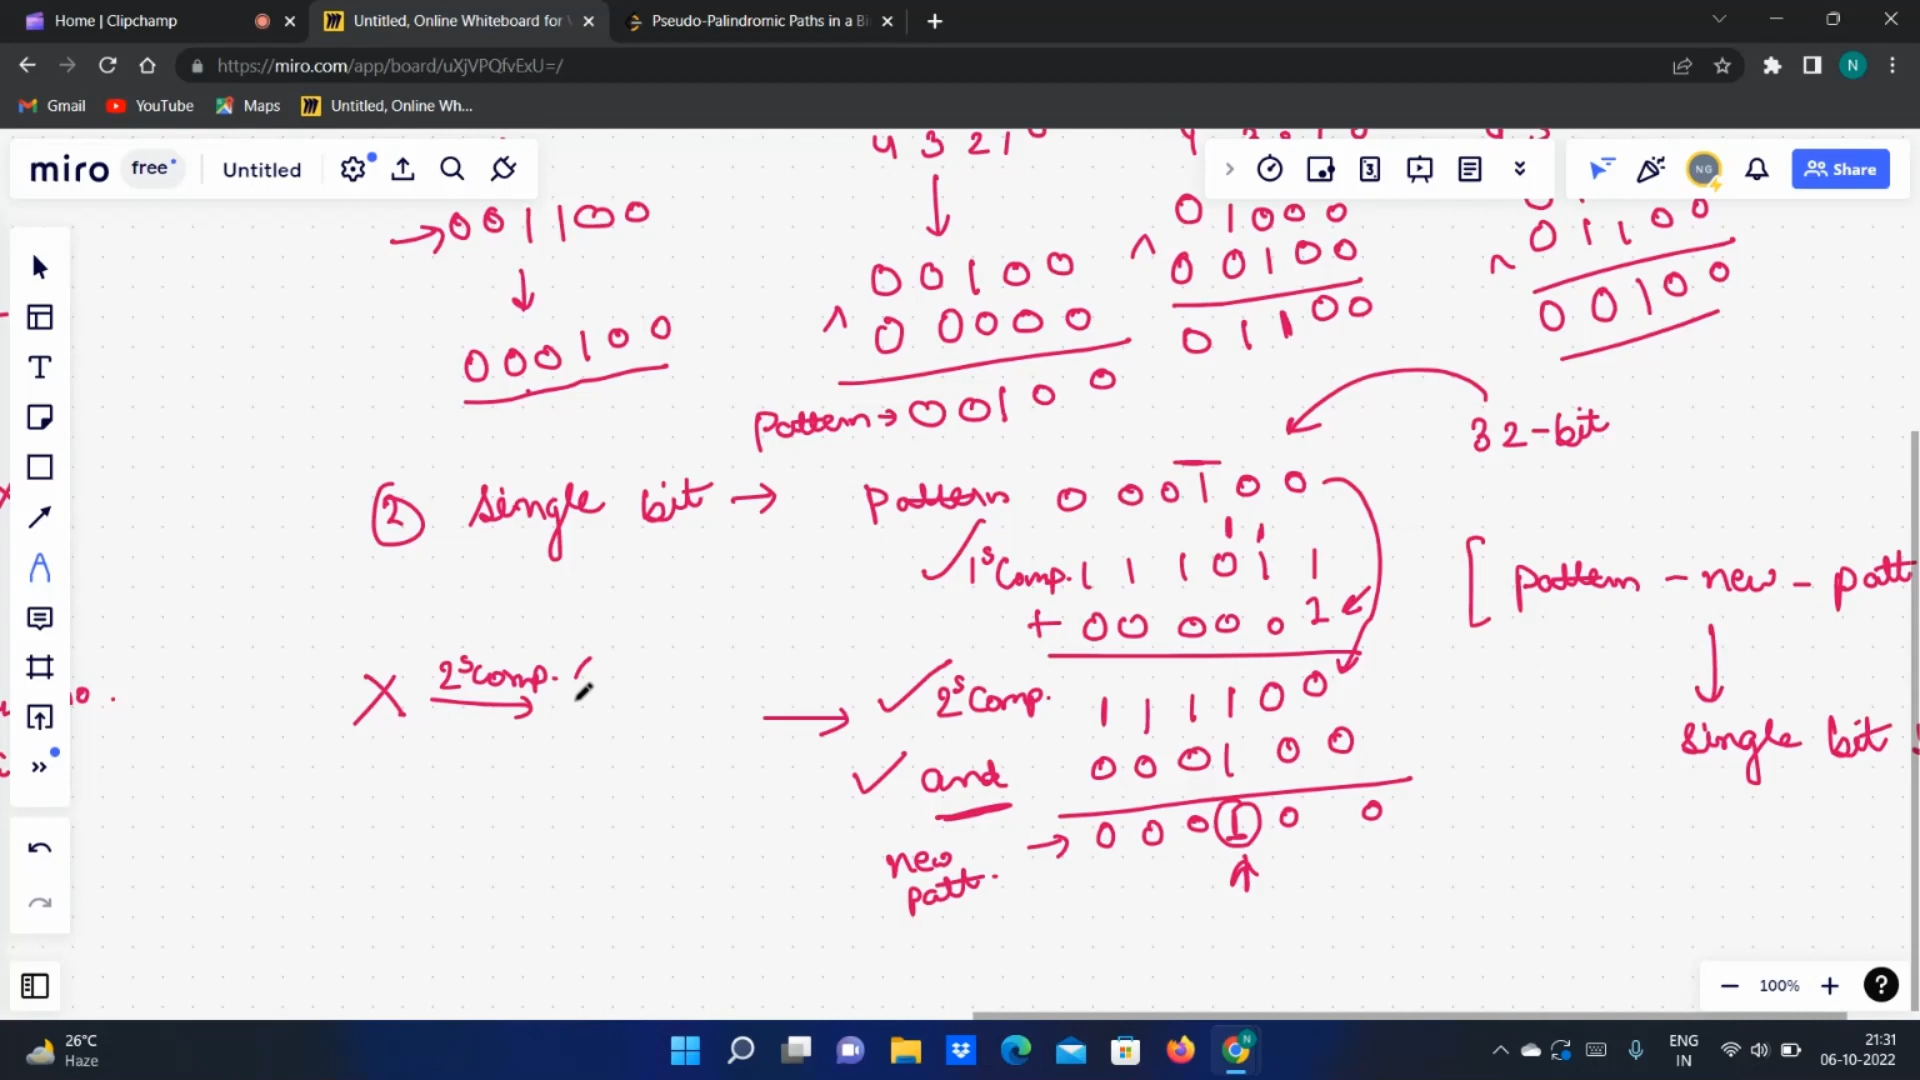 Home | Clipchamp
Untitled, Online Whiteboard for
Pseudo-Palindromic Paths in a Bi
https://miro.com/app/board/uXjVPQfvExU=/
N
Gmail
YouTube
Maps
Untitled, Online Wh...
4 3 2 1 0
miro
free
Untitled
3
NG
Share
→ 0 0 1 1 0 0
0 0 0 1 0 0
0 0 1 0 0
^ 0 0 0 0 0
Pattern → 0 0 1 0 0
0 1 0 0 0
^ 0 0 1 0 0
0 1 1 0 0
0 1 1 0 0
^
0 0 1 0 0
32-bit
② Single bit → Pattern 0 0 0 1 0 0
1 1
✓ 1's Comp. 1 1 1 0 1 1
+ 0 0 0 0 0 1
[ Pattern - new - patt
X 2's Comp. (
→ ✓ 2's Comp. 1 1 1 1 0 0
✓ and 0 0 0 1 0 0
new patt. → 0 0 0 1 0 0
Single bit
100%
?
26°C
Haze
ENG
IN
21:31
06-10-2022